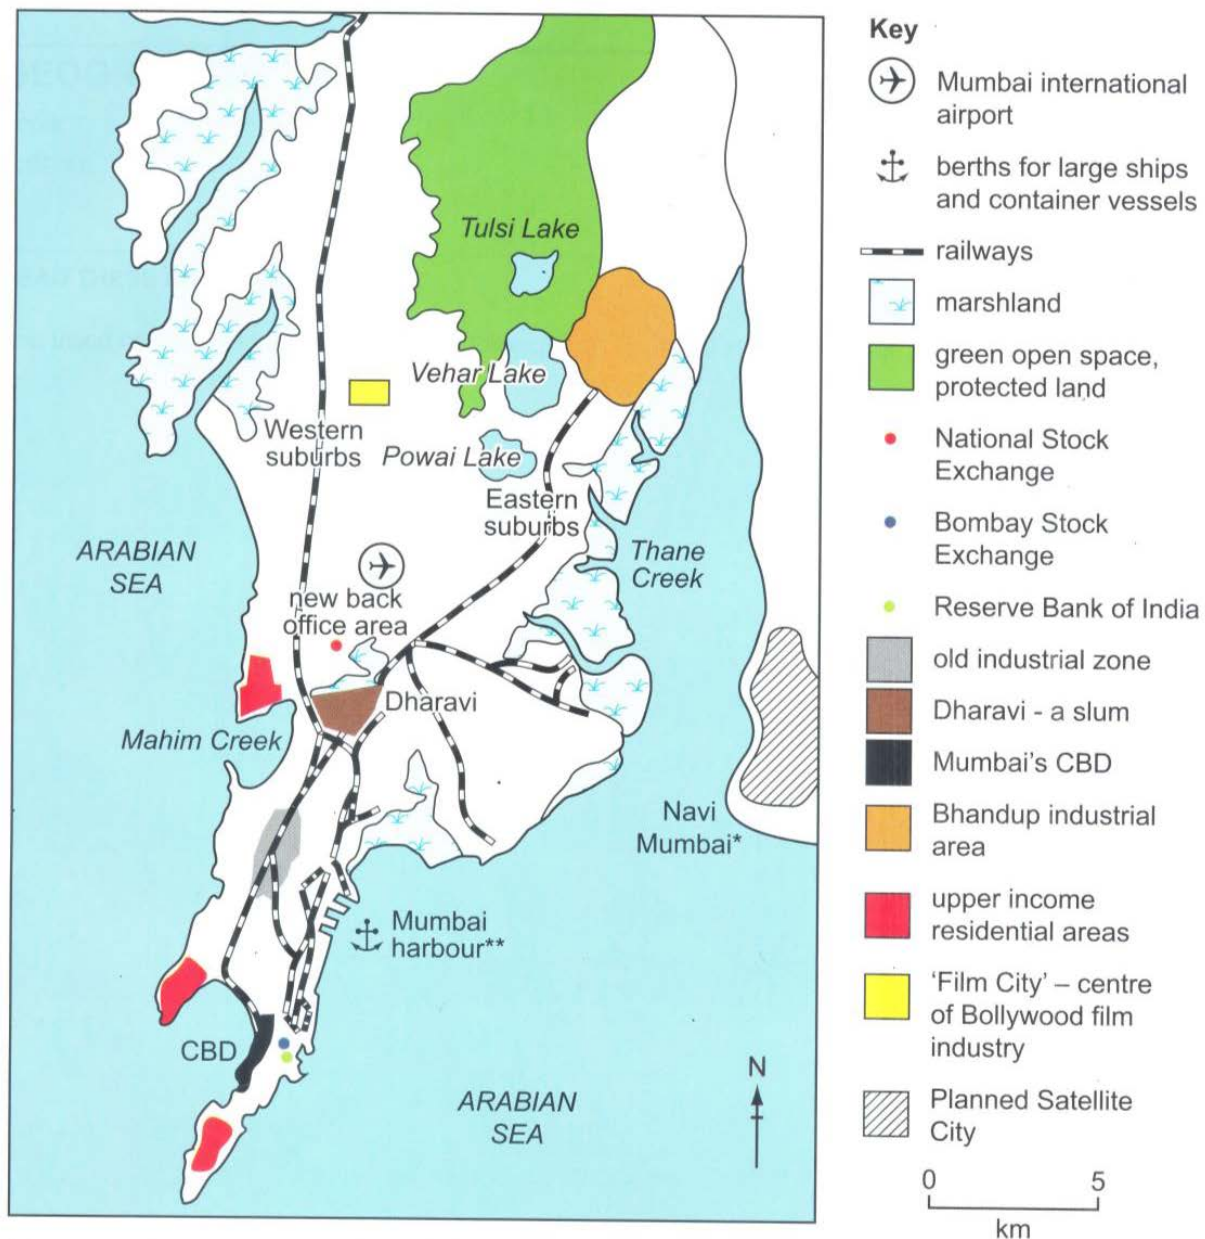 Tulsi Lake
Vehar Lake
Western
suburbs
Powai Lake
Eastern
suburbs
ARABIAN
SEA
Thane
Creek
new back
office area
Dharavi
Mahim Creek
Navi
Mumbai*
Mumbai
harbour**
CBD
ARABIAN
SEA
N
Key
Mumbai international
airport
berths for large ships
and container vessels
railways
marshland
green open space,
protected land
National Stock
Exchange
Bombay Stock
Exchange
Reserve Bank of India
old industrial zone
Dharavi - a slum
Mumbai's CBD
Bhandup industrial
area
upper income
residential areas
'Film City' – centre
of Bollywood film
industry
Planned Satellite
City
0 5
km